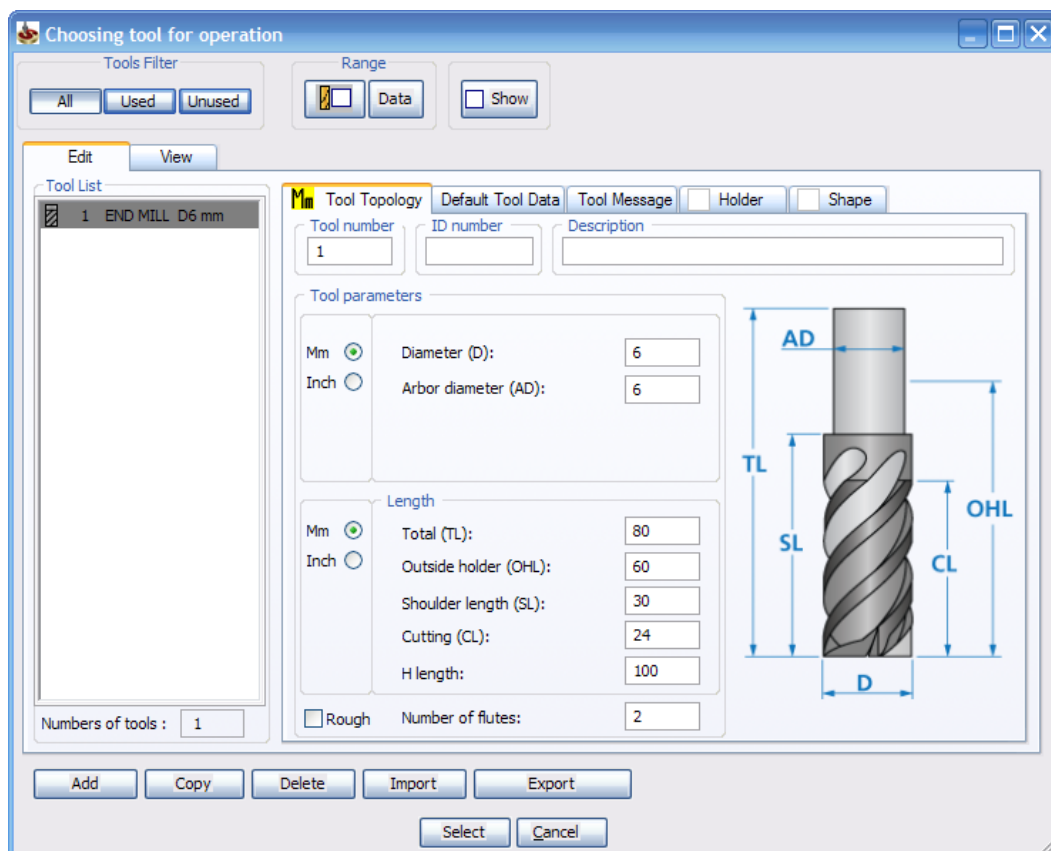 Choosing tool for operation
Tools Filter
Range
All Used Unused
Data
Show
Edit View
Tool List
1 END MILL D6 mm
Numbers of tools : 1
Mm Tool Topology Default Tool Data Tool Message Holder Shape
Tool number ID number Description
1
Tool parameters
Mm Diameter (D): 6
Inch Arbor diameter (AD): 6
Length
Mm Total (TL): 80
Inch Outside holder (OHL): 60
Shoulder length (SL): 30
Cutting (CL): 24
H length: 100
Rough Number of flutes: 2
AD
TL
OHL
SL
CL
D
Add Copy Delete Import Export
Select Cancel